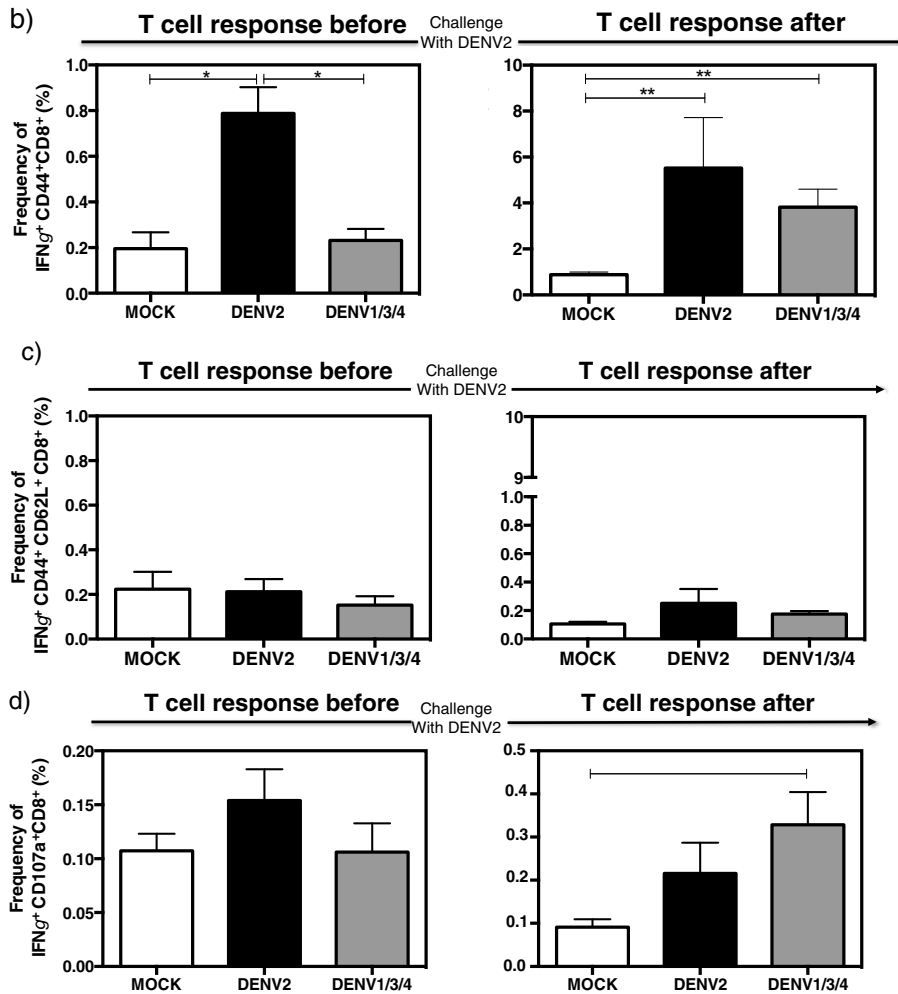 b)
T cell response before
Challenge
With DENV2
T cell response after
Frequency of
IFNg⁺ CD44⁺CD8⁺ (%)
1.0
0.8
0.6
0.4
0.2
0.0
*
*
MOCK
DENV2
DENV1/3/4
10
8
6
4
2
0
**
**
MOCK
DENV2
DENV1/3/4
c)
T cell response before
Challenge
With DENV2
T cell response after
Frequency of
IFNg⁺ CD44⁺ CD62L⁺ CD8⁺ (%)
1.0
0.8
0.6
0.4
0.2
0.0
MOCK
DENV2
DENV1/3/4
10
9
1.0
0.8
0.6
0.4
0.2
0.0
MOCK
DENV2
DENV1/3/4
d)
T cell response before
Challenge
With DENV2
T cell response after
Frequency of
IFNg⁺ CD107a⁺CD8⁺ (%)
0.20
0.15
0.10
0.05
0.00
MOCK
DENV2
DENV1/3/4
0.5
0.4
0.3
0.2
0.1
0.0
MOCK
DENV2
DENV1/3/4